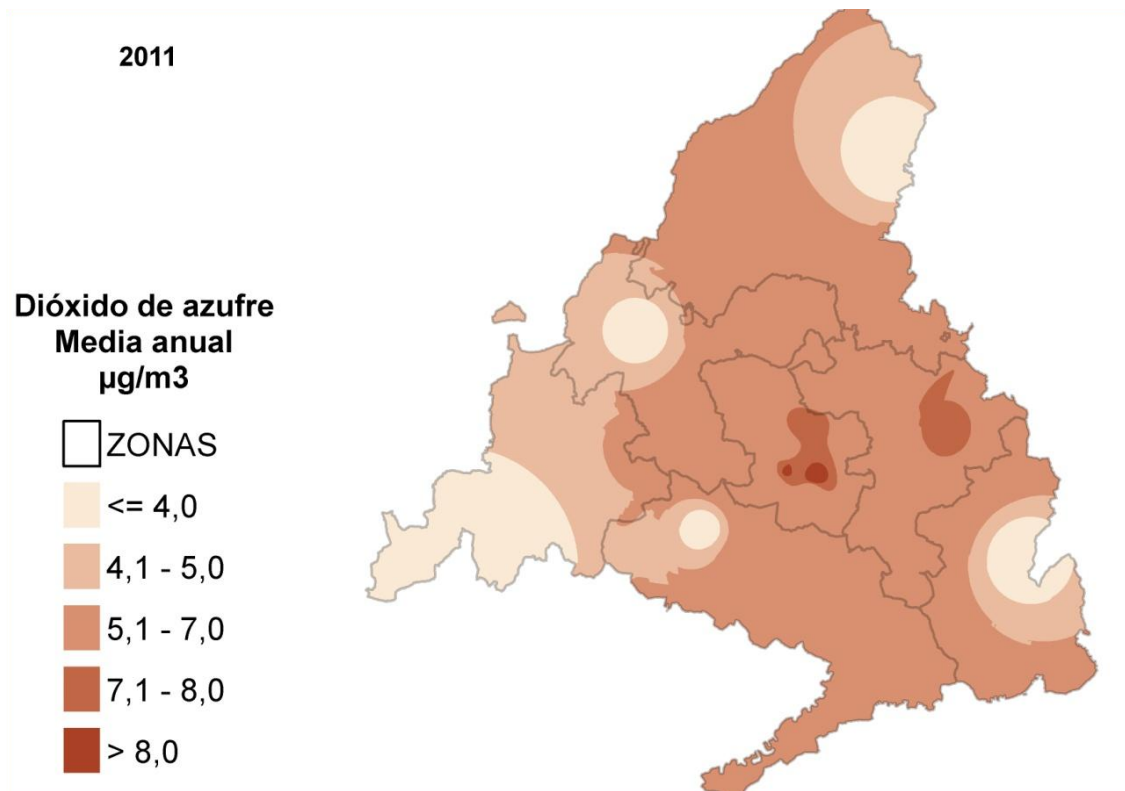 2011
Dióxido de azufre
Media anual
µg/m3
ZONAS
<= 4,0
4,1 - 5,0
5,1 - 7,0
7,1 - 8,0
> 8,0